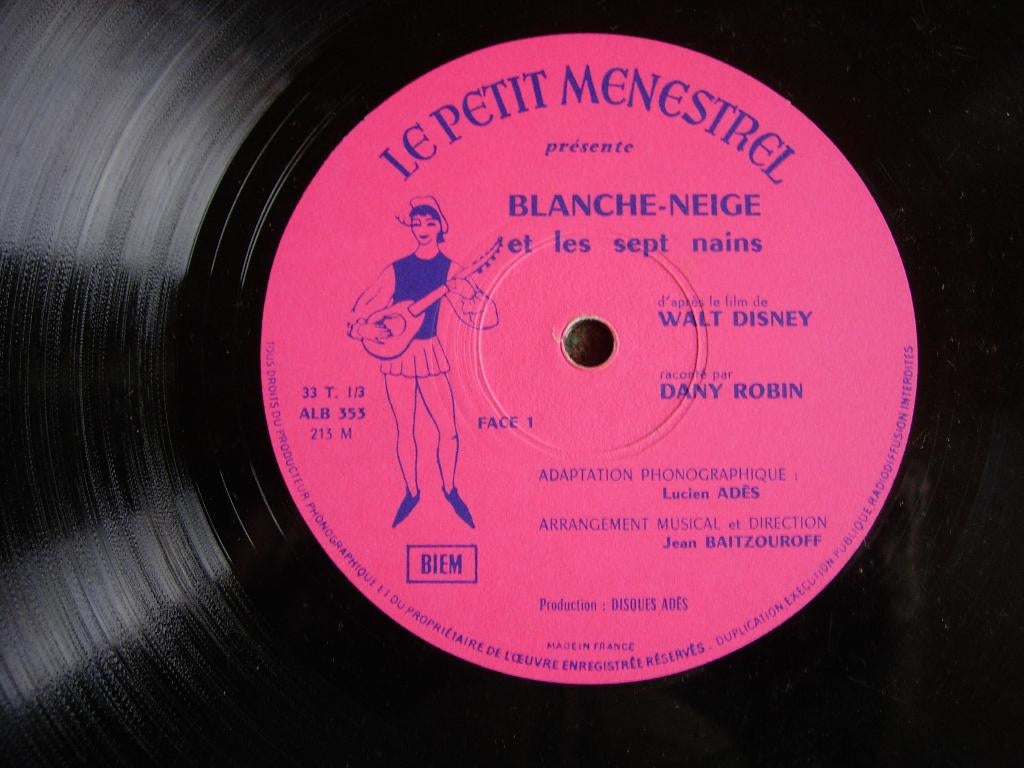 LE PETIT MENESTREL
présente
BLANCHE-NEIGE
et les sept nains
d'après le film de
WALT DISNEY
raconté par
DANY ROBIN
33 T. 1/3
ALB 353
213 M
FACE 1
ADAPTATION PHONOGRAPHIQUE :
Lucien ADÈS
ARRANGEMENT MUSICAL et DIRECTION
Jean BAITZOUROFF
BIEM
Production : DISQUES ADÈS
MADE IN FRANCE
TOUS DROITS DU PRODUCTEUR PHONOGRAPHIQUE ET DU PROPRIÉTAIRE DE L'ŒUVRE ENREGISTRÉE RÉSERVÉS - DUPLICATION EXÉCUTION PUBLIQUE RADIODIFFUSION INTERDITES